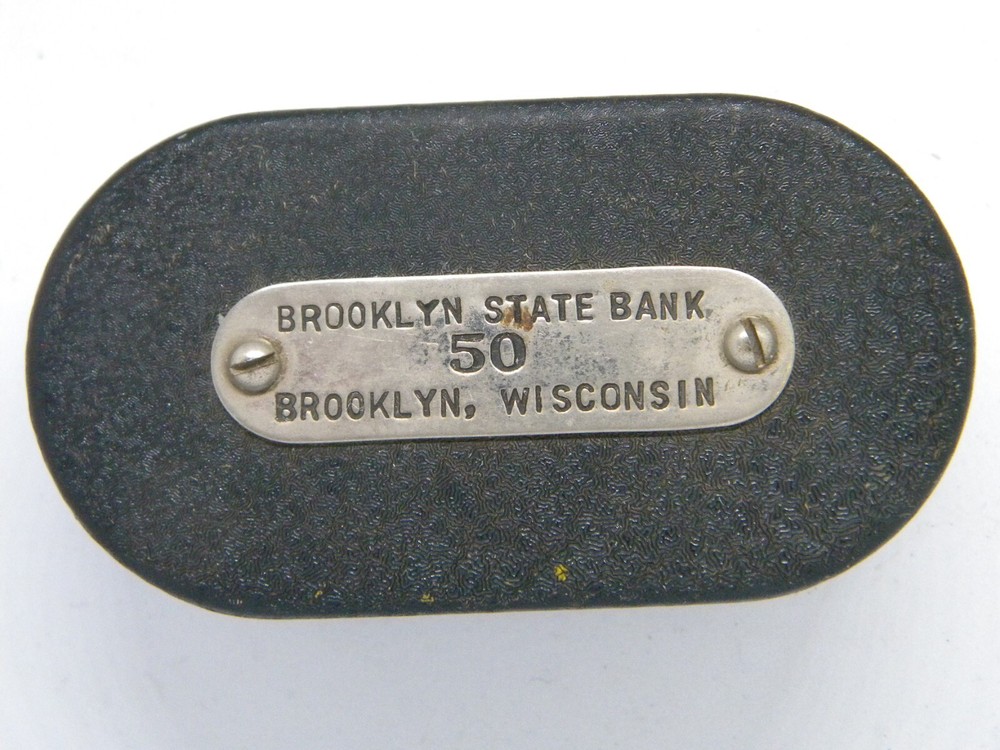 BROOKLYN STATE BANK
50
BROOKLYN, WISCONSIN